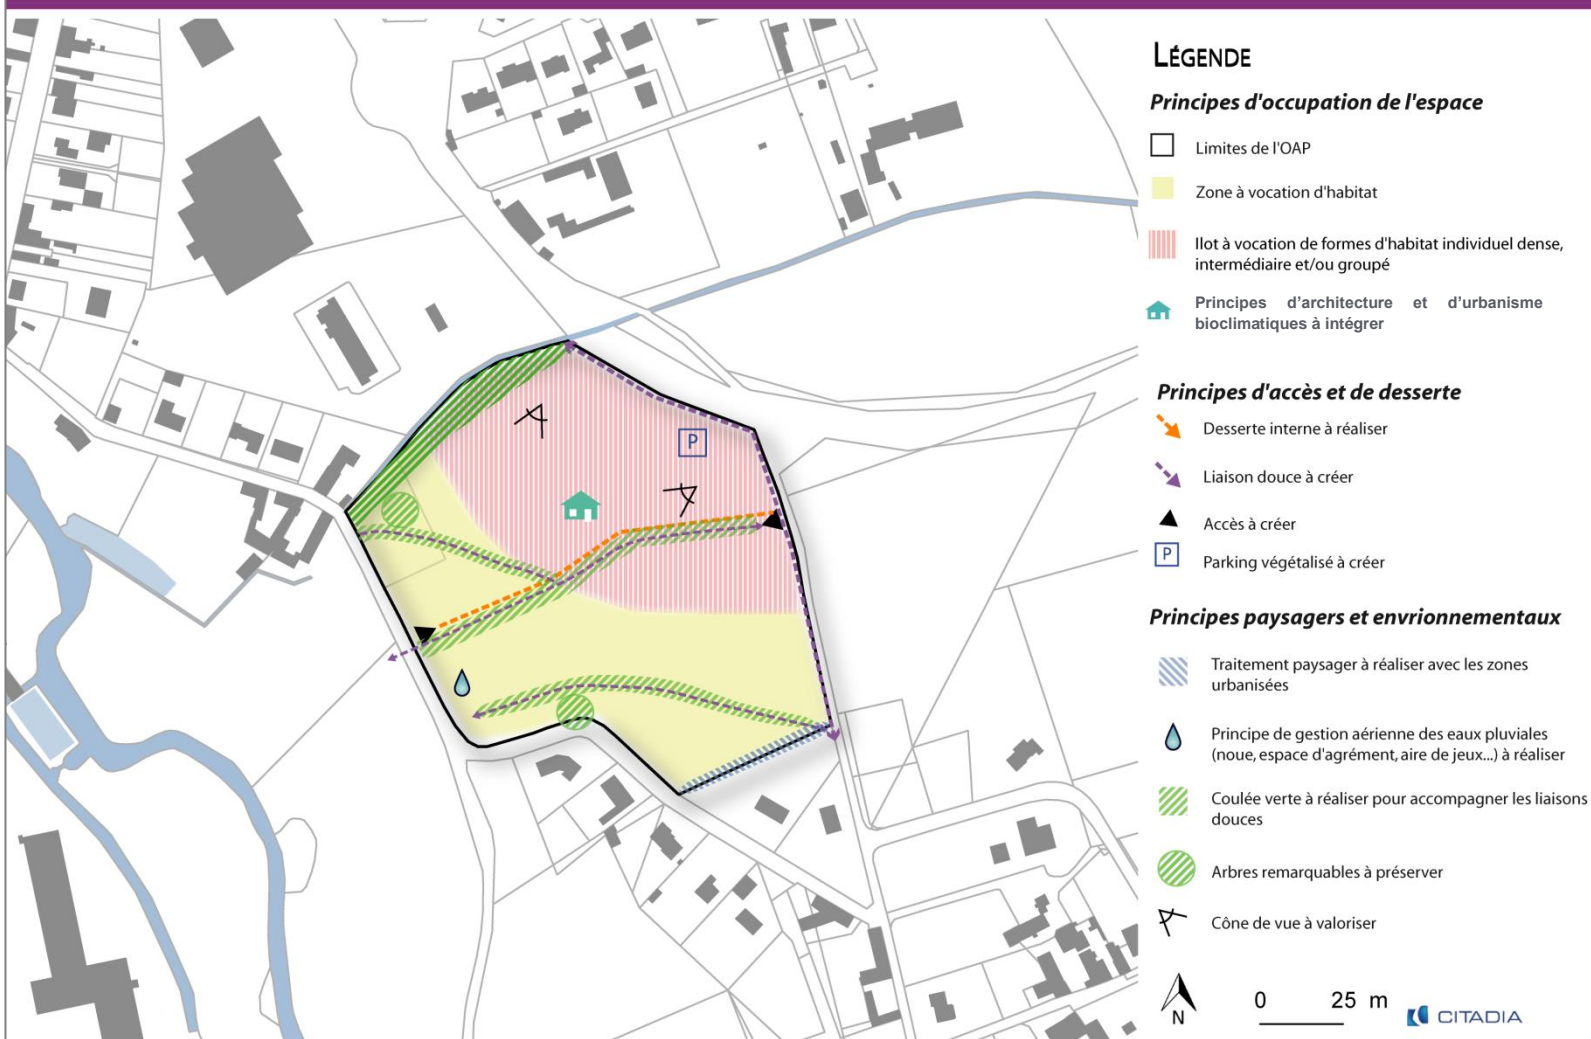 LÉGENDE
Principes d'occupation de l'espace
Limites de l'OAP
Zone à vocation d'habitat
Ilot à vocation de formes d'habitat individuel dense,
intermédiaire et/ou groupé
Principes d’architecture et d’urbanisme
bioclimatiques à intégrer
Principes d'accès et de desserte
Desserte interne à réaliser
Liaison douce à créer
Accès à créer
P
P Parking végétalisé à créer
Principes paysagers et envrionnementaux
Traitement paysager à réaliser avec les zones
urbanisées
Principe de gestion aérienne des eaux pluviales
(noue, espace d'agrément, aire de jeux...) à réaliser
Coulée verte à réaliser pour accompagner les liaisons
douces
Arbres remarquables à préserver
Cône de vue à valoriser
N
0 25 m
CITADIA